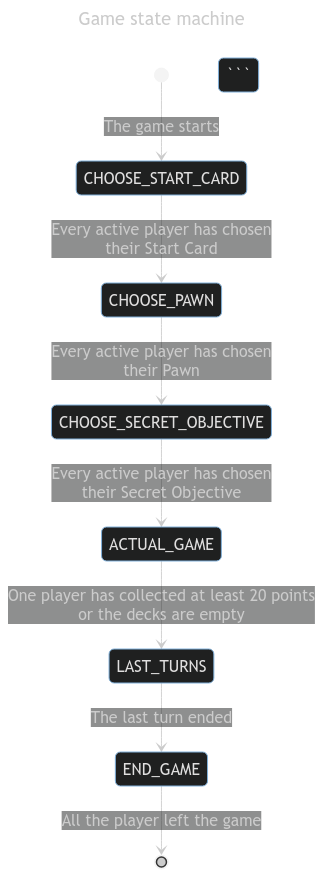 Game state machine
```
The game starts
CHOOSE_START_CARD
Every active player has chosen
their Start Card
CHOOSE_PAWN
Every active player has chosen
their Pawn
CHOOSE_SECRET_OBJECTIVE
Every active player has chosen
their Secret Objective
ACTUAL_GAME
One player has collected at least 20 points
or the decks are empty
LAST_TURNS
The last turn ended
END_GAME
All the player left the game